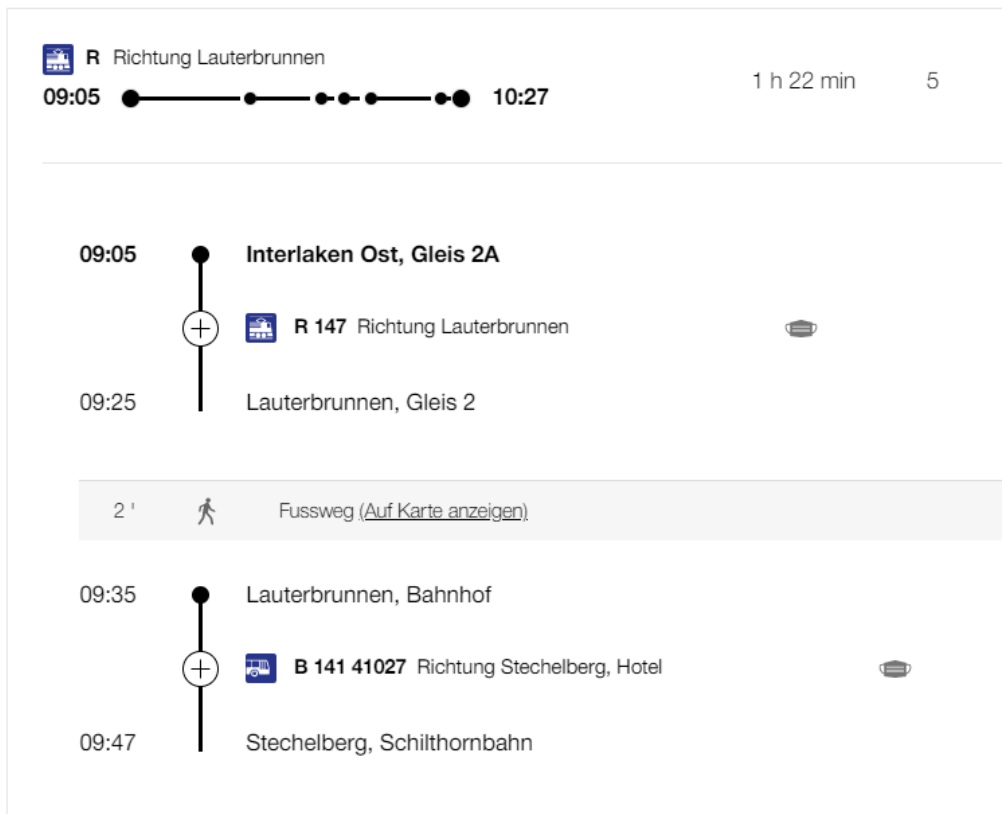 R Richtung Lauterbrunnen
09:05 10:27 1 h 22 min 5
09:05 Interlaken Ost, Gleis 2A
R 147 Richtung Lauterbrunnen
09:25 Lauterbrunnen, Gleis 2
2 ' Fussweg (Auf Karte anzeigen)
09:35 Lauterbrunnen, Bahnhof
B 141 41027 Richtung Stechelberg, Hotel
09:47 Stechelberg, Schilthornbahn